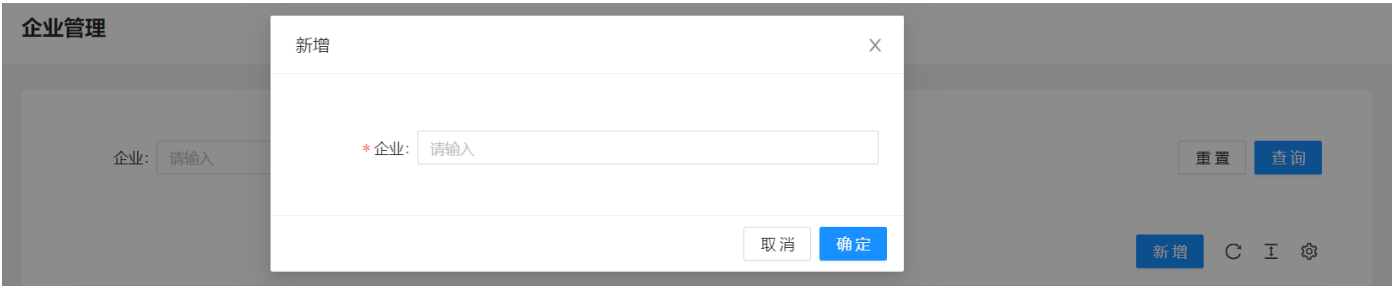 企业管理
新增
企业: 请输入
* 企业: 请输入
重置 查询
取消 确定
新增